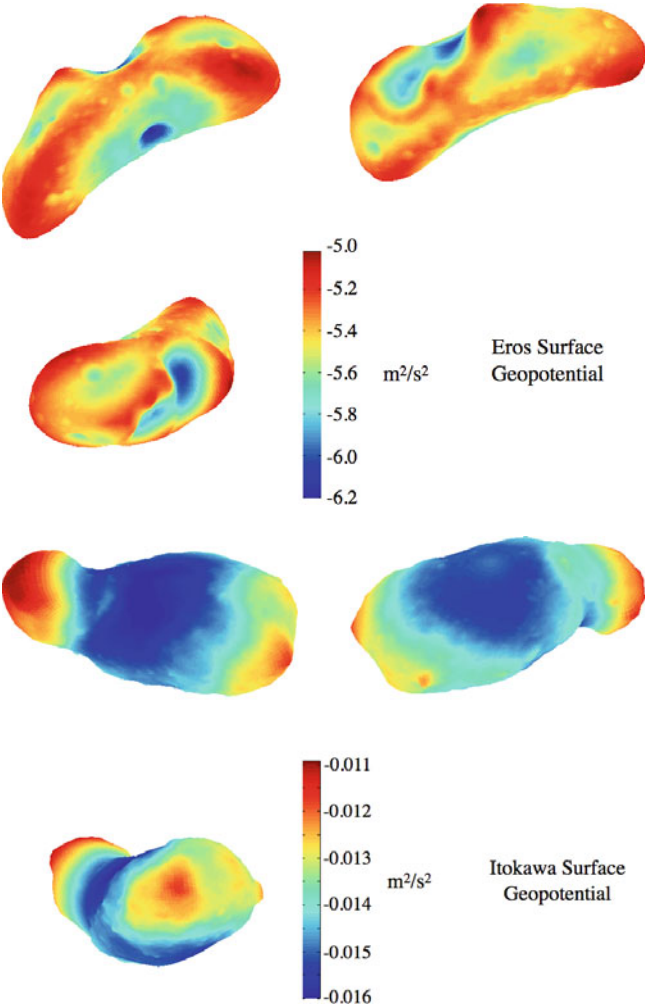 -5.0
-5.2
-5.4
-5.6
-5.8
-6.0
-6.2
m²/s²
Eros Surface
Geopotential
-0.011
-0.012
-0.013
-0.014
-0.015
-0.016
m²/s²
Itokawa Surface
Geopotential